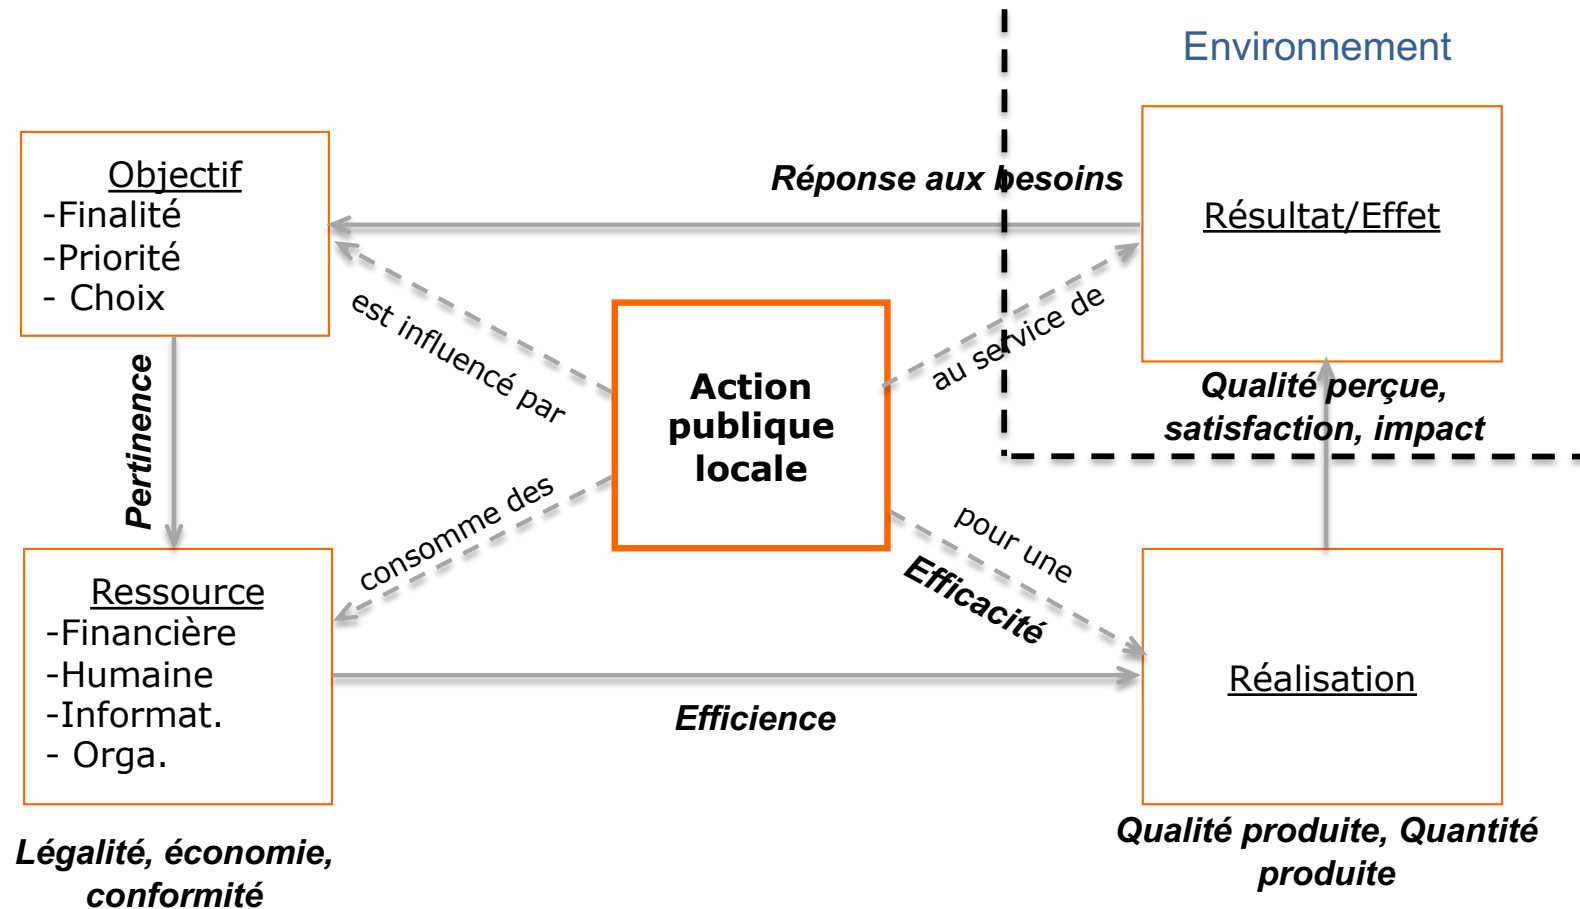 Environnement
Objectif
-Finalité
-Priorité
- Choix
Réponse aux besoins
Résultat/Effet
est influencé par
au service de
Action
publique
locale
Pertinence
Qualité perçue,
satisfaction, impact
consomme des
pour une
Efficacité
Ressource
-Financière
-Humaine
-Informat.
- Orga.
Efficience
Réalisation
Légalité, économie,
conformité
Qualité produite, Quantité
produite